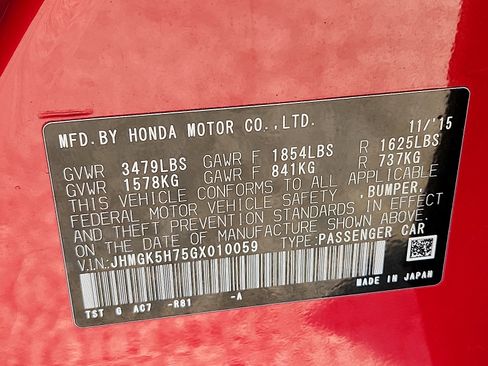 MFD.BY HONDA MOTOR CO.,LTD. 11/'15
GVWR 3479LBS GAWR F 1854LBS R 1625LBS
GVWR 1578KG GAWR F 841KG R 737KG
THIS VEHICLE CONFORMS TO ALL APPLICABLE
FEDERAL MOTOR VEHICLE SAFETY ,BUMPER,
AND THEFT PREVENTION STANDARDS IN EFFECT
ON THE DATE OF MANUFACTURE SHOWN ABOVE.
V.I.N:JHMGK5H75GX010059 TYPE:PASSENGER CAR
MADE IN JAPAN
TST G AC7 -R81 -A